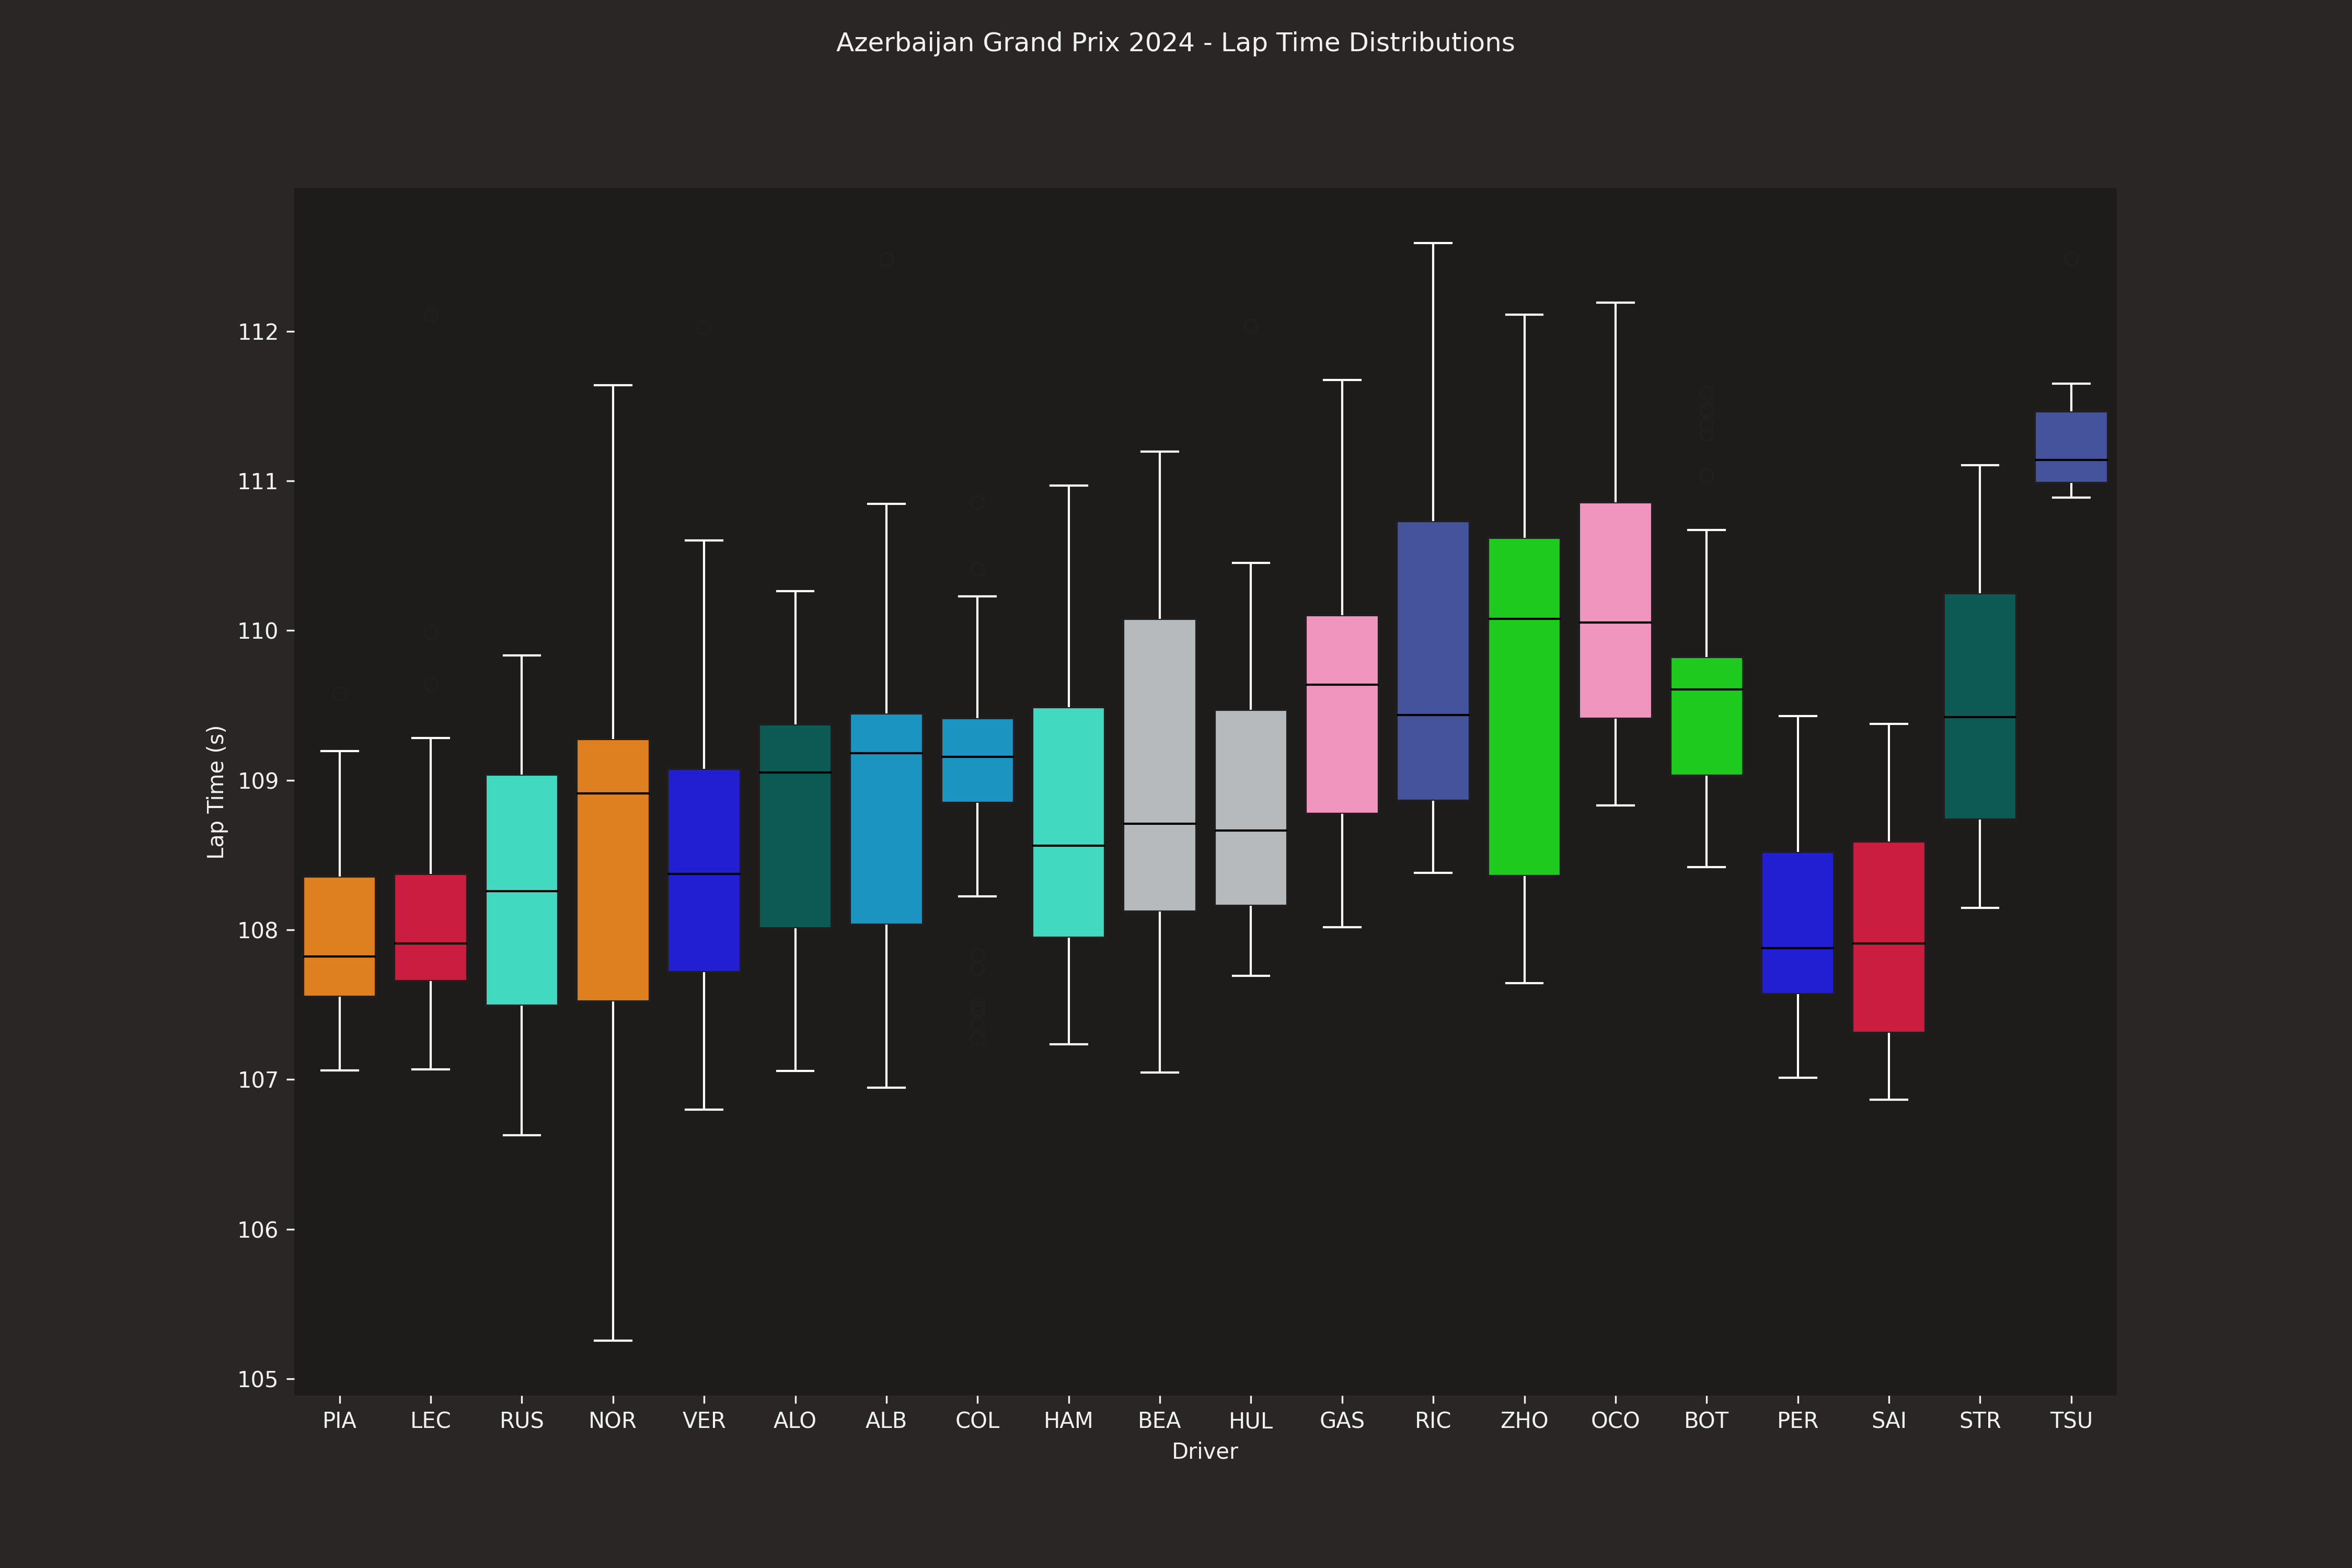 Azerbaijan Grand Prix 2024 - Lap Time Distributions
Lap Time (s)
112
111
110
109
108
107
106
105
PIA LEC RUS NOR VER ALO ALB COL HAM BEA HUL GAS RIC ZHO OCO BOT PER SAI STR TSU
Driver